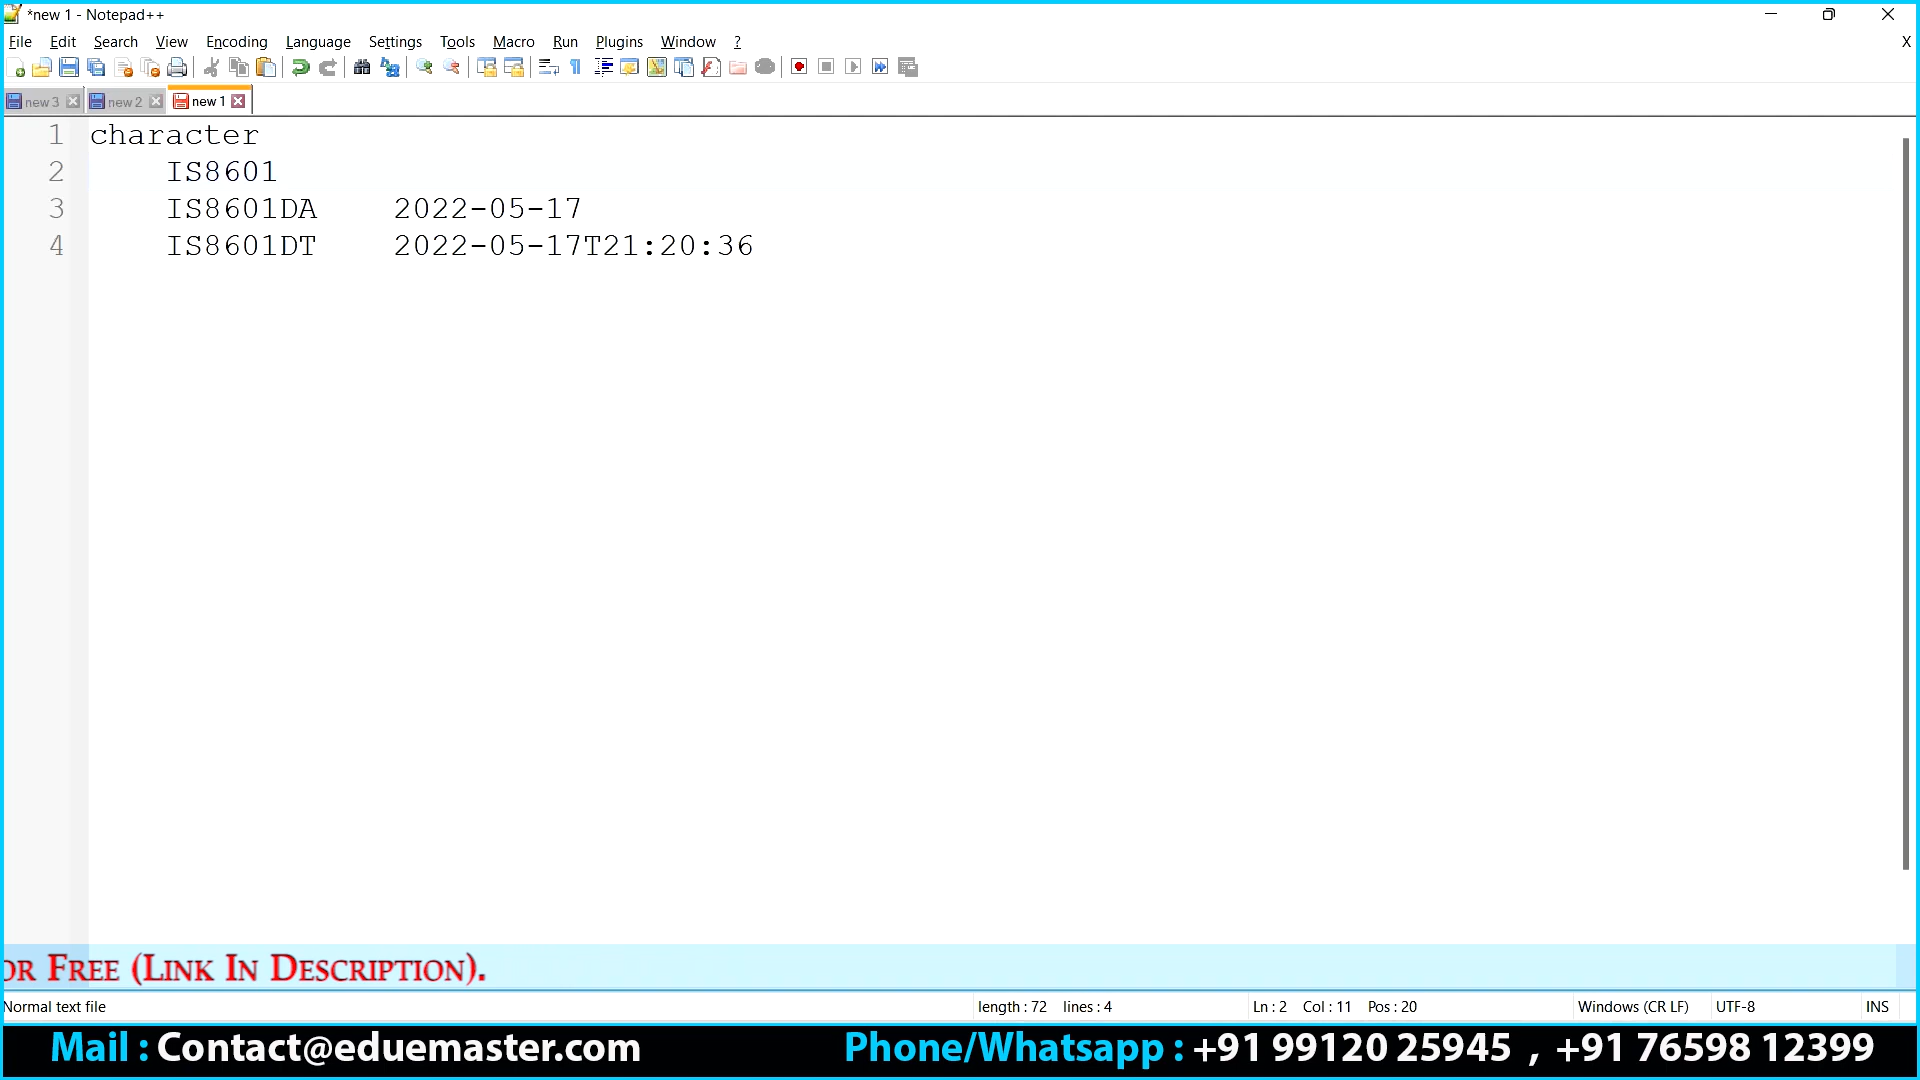 *new 1 - Notepad++
File Edit Search View Encoding Language Settings Tools Macro Run Plugins Window ? X
new 3 new 2 new 1
1 character
2 IS8601
3 IS8601DA 2022-05-17
4 IS8601DT 2022-05-17T21:20:36
OR FREE (LINK IN DESCRIPTION).
Normal text file length : 72 lines : 4 Ln : 2 Col : 11 Pos : 20 Windows (CR LF) UTF-8 INS
Mail : Contact@eduemaster.com Phone/Whatsapp : +91 99120 25945 , +91 76598 12399